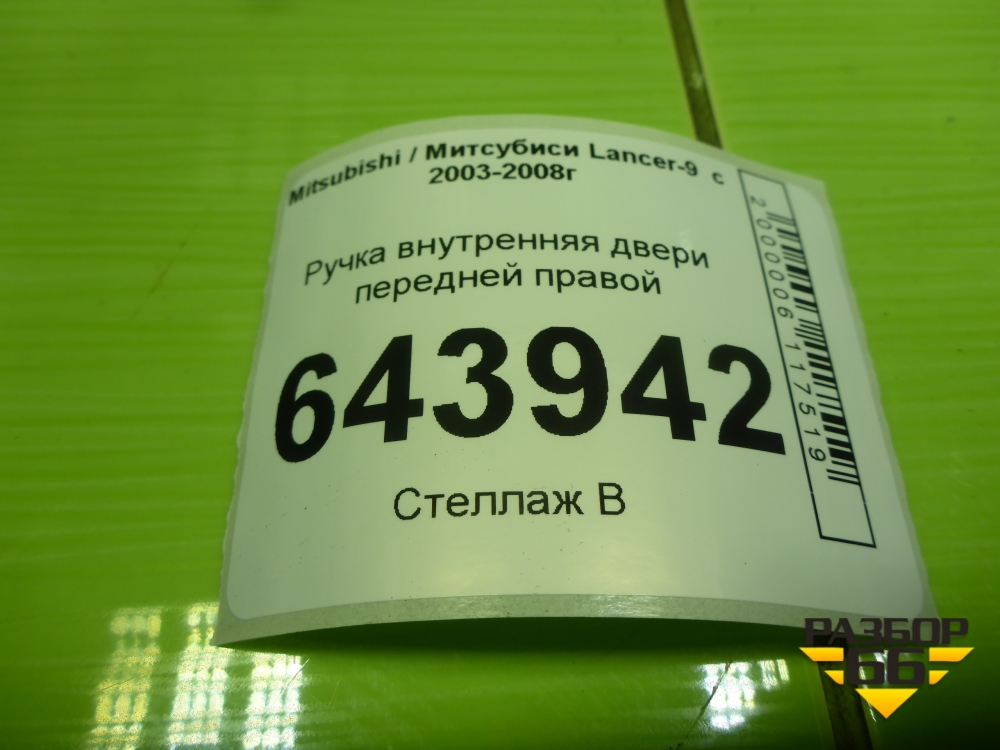 Mitsubishi / Митсубиси Lancer-9 с
2003-2008г
Ручка внутренняя двери
передней правой
643942
Стеллаж В
2000006117519
РАЗБОР
66